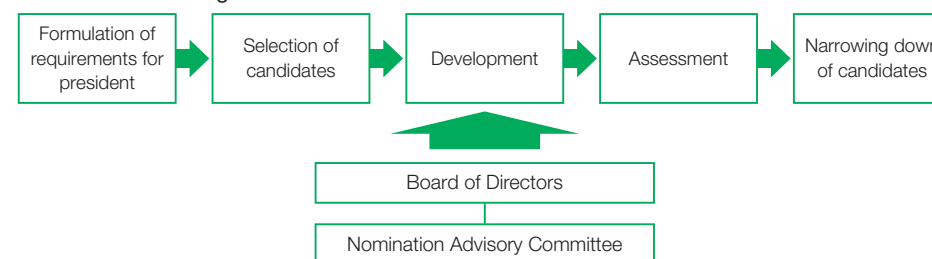 Formulation of
requirements for
president
Selection of
candidates
Development
Assessment
Narrowing down
of candidates
Board of Directors
Nomination Advisory Committee